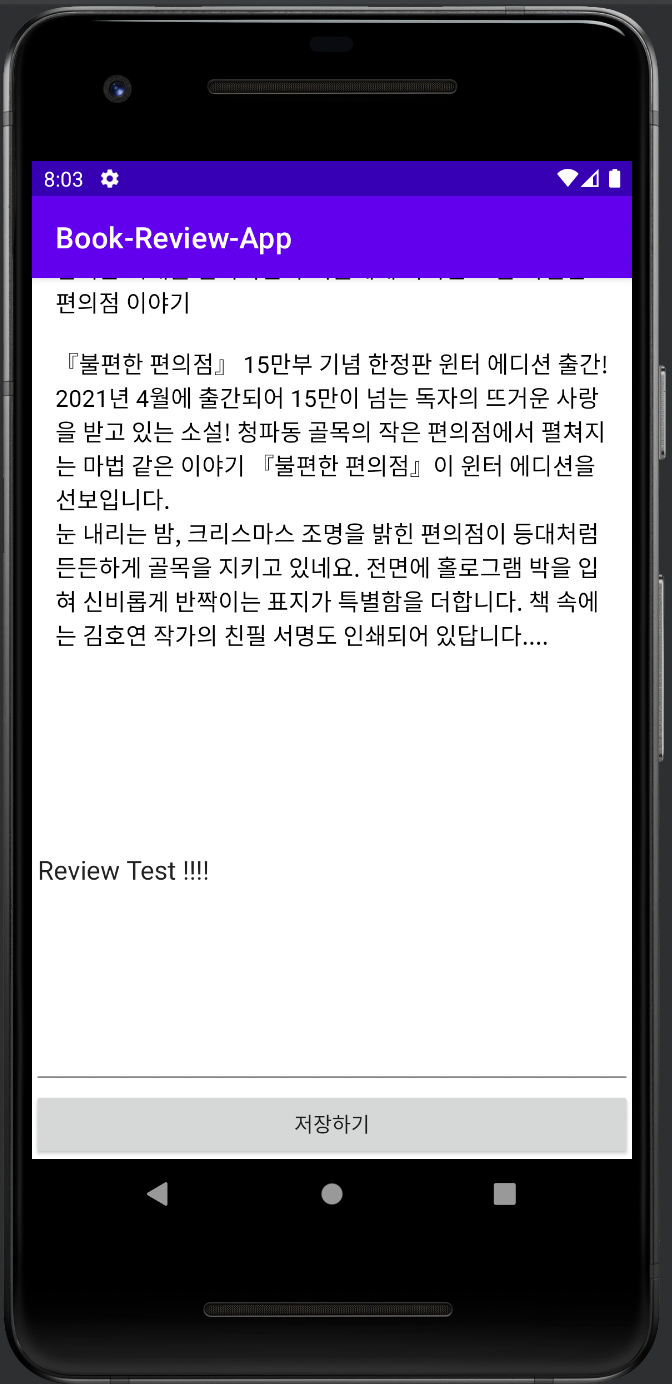 8:03
Book-Review-App
편의점 이야기
『불편한 편의점』 15만부 기념 한정판 윈터 에디션 출간!
2021년 4월에 출간되어 15만이 넘는 독자의 뜨거운 사랑
을 받고 있는 소설! 청파동 골목의 작은 편의점에서 펼쳐지
는 마법 같은 이야기 『불편한 편의점』이 윈터 에디션을
선보입니다.
눈 내리는 밤, 크리스마스 조명을 밝힌 편의점이 등대처럼
든든하게 골목을 지키고 있네요. 전면에 홀로그램 박을 입
혀 신비롭게 반짝이는 표지가 특별함을 더합니다. 책 속에
는 김호연 작가의 친필 서명도 인쇄되어 있답니다....
Review Test !!!!
저장하기